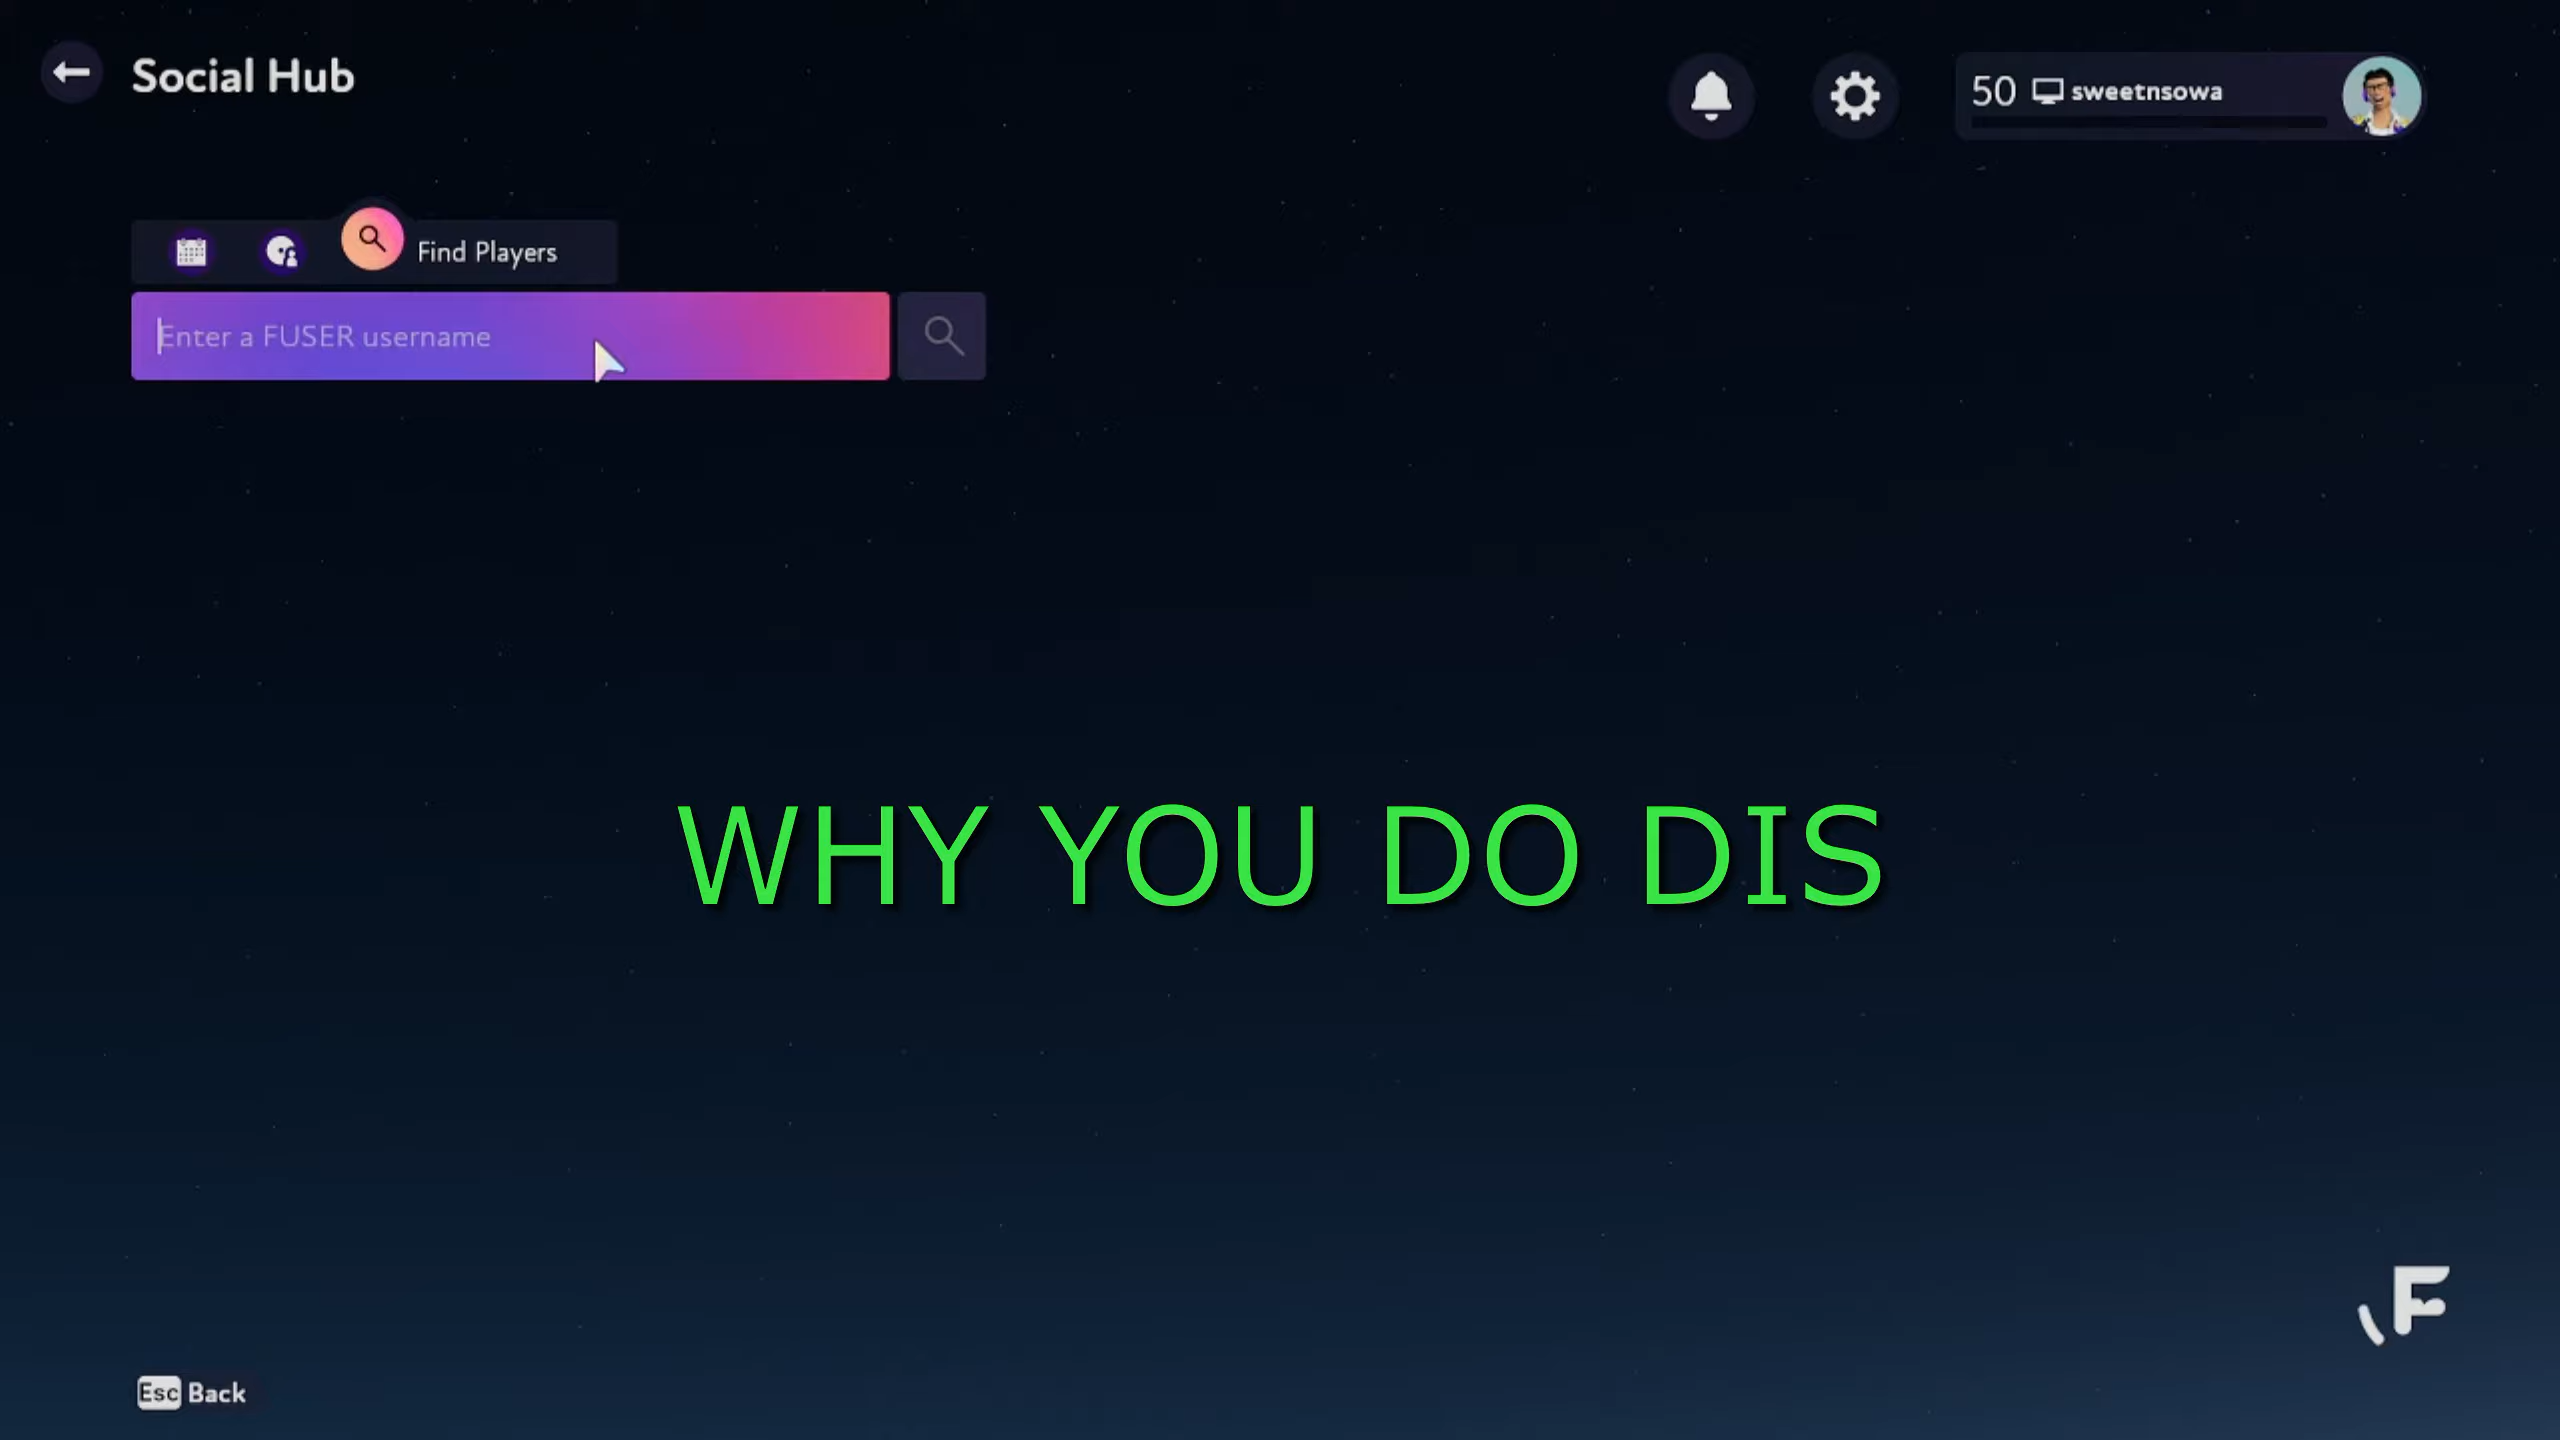 Social Hub
50 sweetnsowa
Find Players
Enter a FUSER username
WHY YOU DO DIS
F
Esc Back